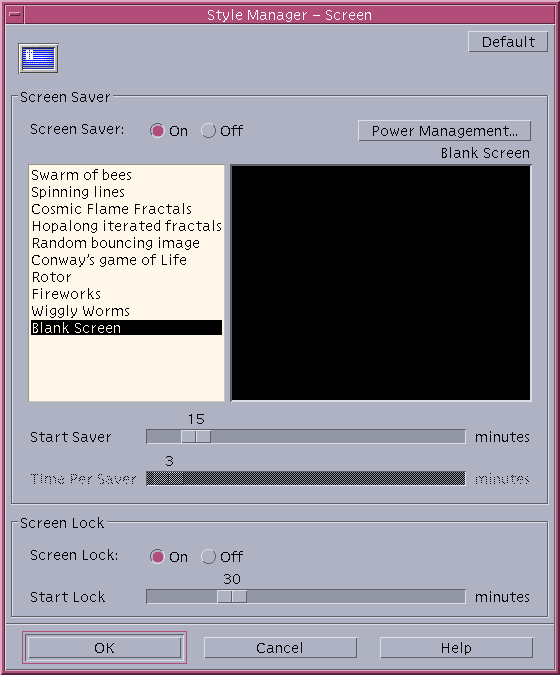 Style Manager – Screen
Default
Screen Saver
Screen Saver: On Off
Power Management...
Blank Screen
Swarm of bees
Spinning lines
Cosmic Flame Fractals
Hopalong iterated fractals
Random bouncing image
Conway's game of Life
Rotor
Fireworks
Wiggly Worms
Blank Screen
15
Start Saver minutes
3
Time Per Saver minutes
Screen Lock
Screen Lock: On Off
30
Start Lock minutes
OK Cancel Help